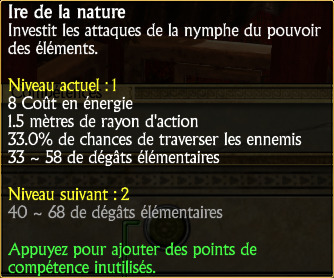 Ire de la nature
Investit les attaques de la nymphe du pouvoir
des éléments.
Niveau actuel : 1
8 Coût en énergie
1.5 mètres de rayon d'action
33.0% de chances de traverser les ennemis
33 ~ 58 de dégâts élémentaires
Niveau suivant : 2
40 ~ 68 de dégâts élémentaires
Appuyez pour ajouter des points de
compétence inutilisés.